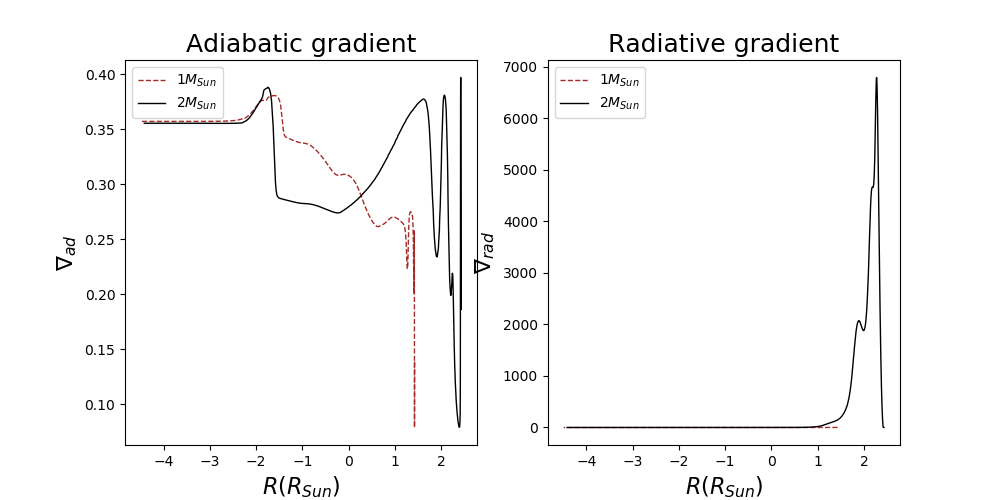 Adiabatic gradient
1M_Sun
2M_Sun
0.40
0.35
0.30
0.25
0.20
0.15
0.10
∇_ad
−4 −3 −2 −1 0 1 2
R(R_Sun)
Radiative gradient
1M_Sun
2M_Sun
7000
6000
5000
4000
3000
2000
1000
0
∇_rad
−4 −3 −2 −1 0 1 2
R(R_Sun)